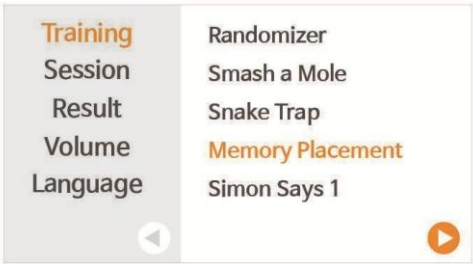 Training
Session
Result
Volume
Language
Randomizer
Smash a Mole
Snake Trap
Memory Placement
Simon Says 1